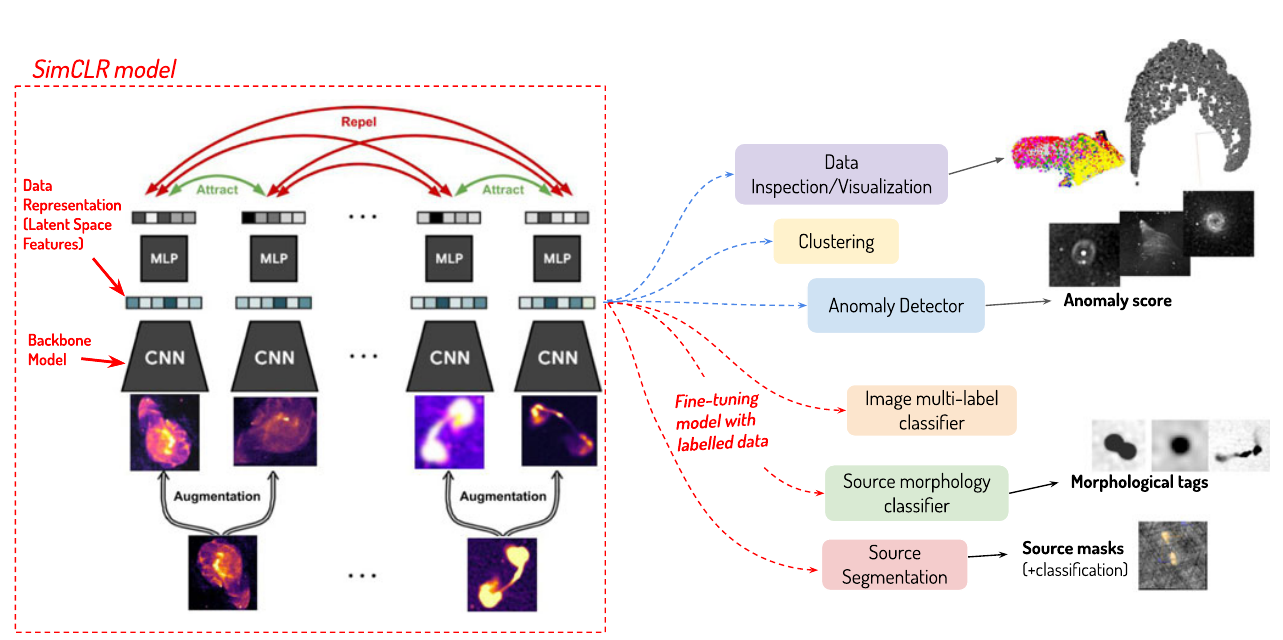 SimCLR model
Repel
Attract
Attract
Data
Representation
(Latent Space
Features)
MLP
MLP
MLP
MLP
Backbone
Model
CNN
CNN
CNN
CNN
Augmentation
Augmentation
Data
Inspection/Visualization
Clustering
Anomaly Detector
Anomaly score
Fine-tuning
model with
labelled data
Image multi-label
classifier
Source morphology
classifier
Morphological tags
Source
Segmentation
Source masks
(+classification)